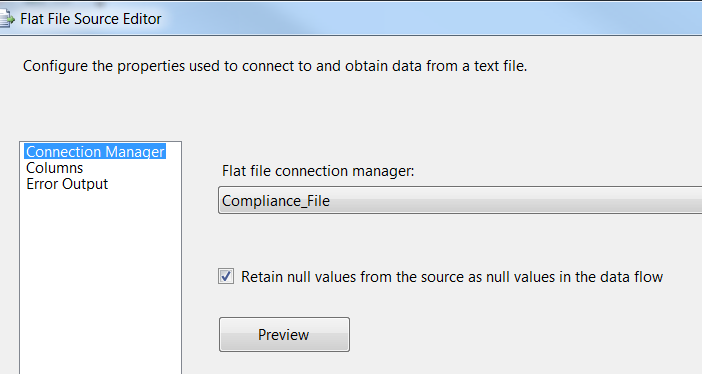 Flat File Source Editor
Configure the properties used to connect to and obtain data from a text file.
Connection Manager
Columns
Error Output
Flat file connection manager:
Compliance_File
Retain null values from the source as null values in the data flow
Preview